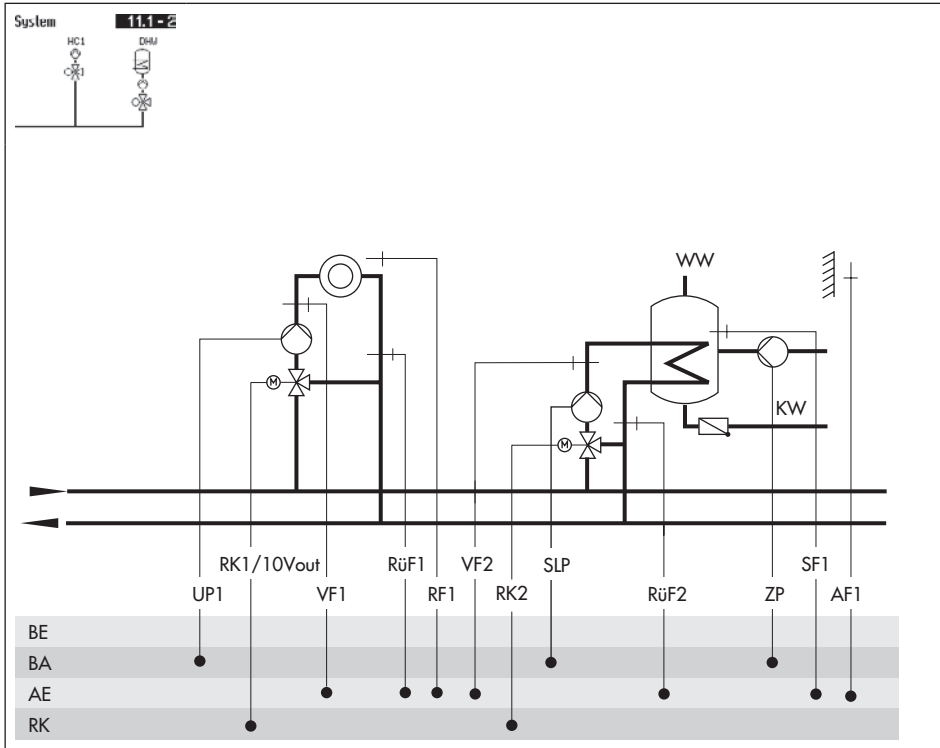 System 11.1 - 2
HC1 DHW
WW
M
KW
M
RK1/10Vout RüF1 VF2 SLP SF1
UP1 VF1 RF1 RK2 RüF2 ZP AF1
BE
BA
AE
RK